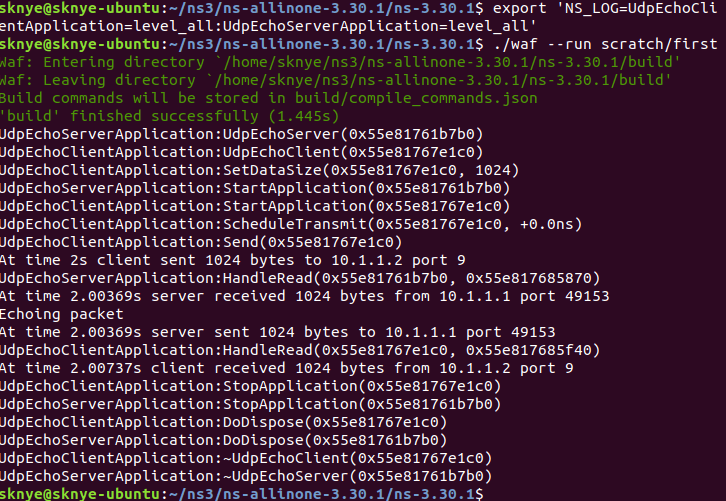 sknye@sknye-ubuntu:~/ns3/ns-allinone-3.30.1/ns-3.30.1$ export 'NS_LOG=UdpEchoCli
entApplication=level_all:UdpEchoServerApplication=level_all'
sknye@sknye-ubuntu:~/ns3/ns-allinone-3.30.1/ns-3.30.1$ ./waf --run scratch/first
Waf: Entering directory `/home/sknye/ns3/ns-allinone-3.30.1/ns-3.30.1/build'
Waf: Leaving directory `/home/sknye/ns3/ns-allinone-3.30.1/ns-3.30.1/build'
Build commands will be stored in build/compile_commands.json
'build' finished successfully (1.445s)
UdpEchoServerApplication:UdpEchoServer(0x55e81761b7b0)
UdpEchoClientApplication:UdpEchoClient(0x55e81767e1c0)
UdpEchoClientApplication:SetDataSize(0x55e81767e1c0, 1024)
UdpEchoServerApplication:StartApplication(0x55e81761b7b0)
UdpEchoClientApplication:StartApplication(0x55e81767e1c0)
UdpEchoClientApplication:ScheduleTransmit(0x55e81767e1c0, +0.0ns)
UdpEchoClientApplication:Send(0x55e81767e1c0)
At time 2s client sent 1024 bytes to 10.1.1.2 port 9
UdpEchoServerApplication:HandleRead(0x55e81761b7b0, 0x55e817685870)
At time 2.00369s server received 1024 bytes from 10.1.1.1 port 49153
Echoing packet
At time 2.00369s server sent 1024 bytes to 10.1.1.1 port 49153
UdpEchoClientApplication:HandleRead(0x55e81767e1c0, 0x55e817685f40)
At time 2.00737s client received 1024 bytes from 10.1.1.2 port 9
UdpEchoClientApplication:StopApplication(0x55e81767e1c0)
UdpEchoServerApplication:StopApplication(0x55e81761b7b0)
UdpEchoClientApplication:DoDispose(0x55e81767e1c0)
UdpEchoServerApplication:DoDispose(0x55e81761b7b0)
UdpEchoClientApplication:~UdpEchoClient(0x55e81767e1c0)
UdpEchoServerApplication:~UdpEchoServer(0x55e81761b7b0)
sknye@sknye-ubuntu:~/ns3/ns-allinone-3.30.1/ns-3.30.1$